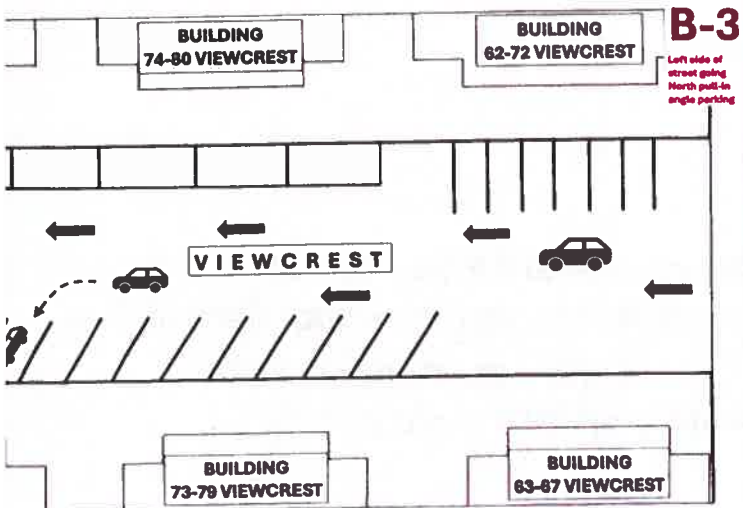 BUILDING
74-80 VIEWCREST
BUILDING
62-72 VIEWCREST
B-3
Left side of
street going
North pull-in
angle parking
VIEWCREST
BUILDING
73-79 VIEWCREST
BUILDING
63-67 VIEWCREST